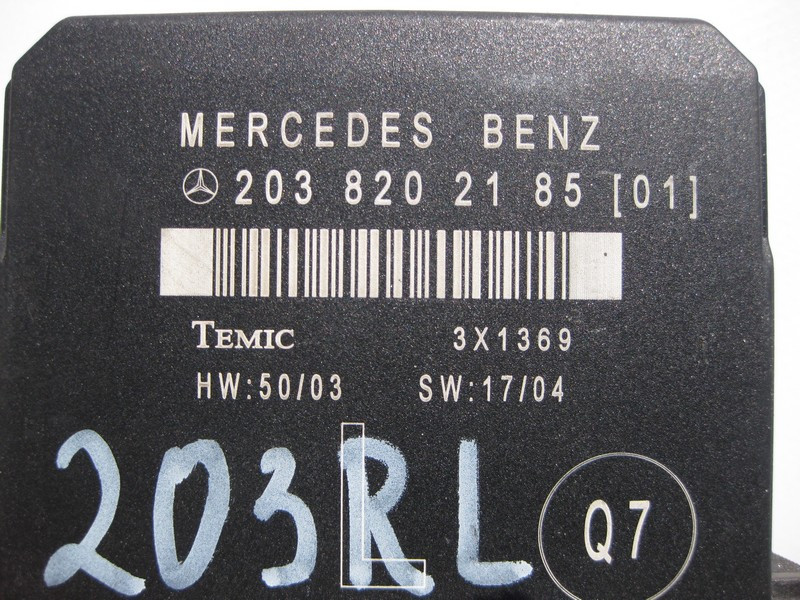 MERCEDES BENZ
203 820 21 85 [01]
TEMIC 3X1369
HW:50/03 SW:17/04
203RL
L
Q7